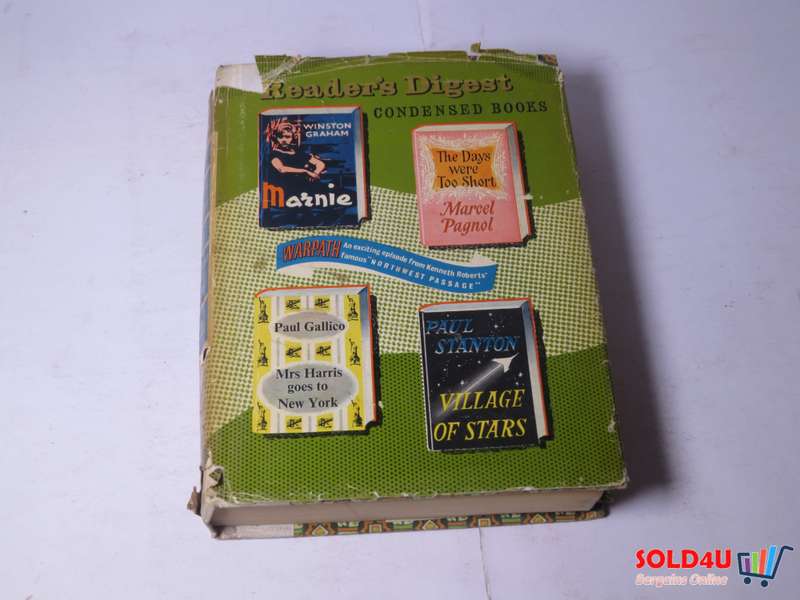 Reader's Digest
CONDENSED BOOKS
WINSTON
GRAHAM
Marnie
The Days
were
Too Short
Marcel
Pagnol
WARPATH An exciting episode from Kenneth Roberts'
famous "NORTHWEST PASSAGE"
Paul Gallico
Mrs Harris
goes to
New York
PAUL
STANTON
VILLAGE
OF STARS
SOLD4U
Bargains Online